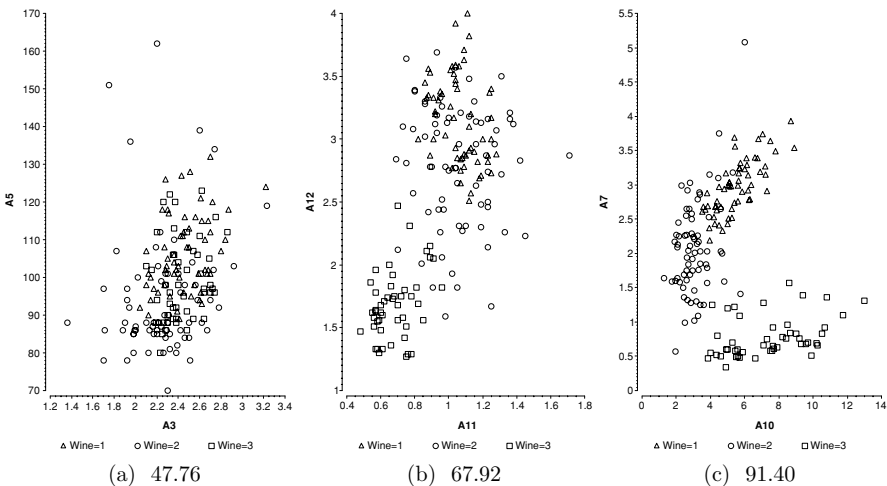 170
160
150
140
130
120
110
100
90
80
70
A5
1.2 1.4 1.6 1.8 2 2.2 2.4 2.6 2.8 3 3.2 3.4
A3
Wine=1 Wine=2 Wine=3
(a) 47.76
4
3.5
3
2.5
2
1.5
1
A12
0.4 0.6 0.8 1 1.2 1.4 1.6 1.8
A11
Wine=1 Wine=2 Wine=3
(b) 67.92
5.5
5
4.5
4
3.5
3
2.5
2
1.5
1
0.5
0
A7
0 2 4 6 8 10 12 14
A10
Wine=1 Wine=2 Wine=3
(c) 91.40